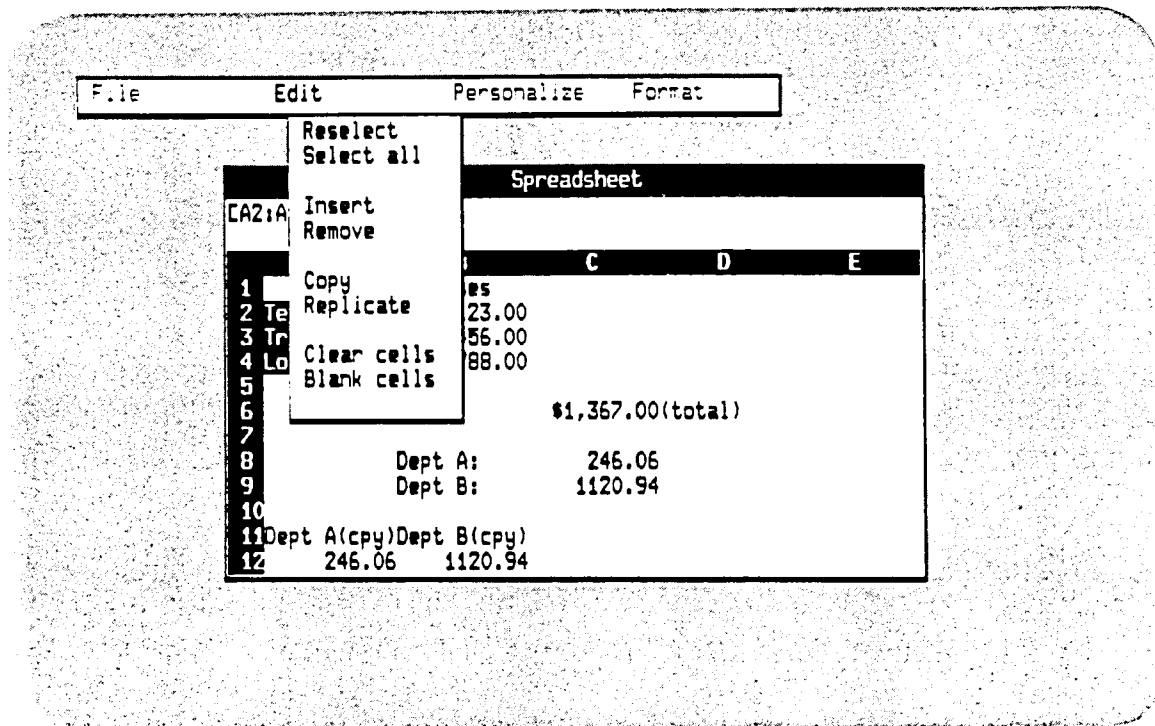 File Edit Personalize Format
Reselect
Select all
Spreadsheet
[A2:A
Insert
Remove
C D E
Copy
Replicate
1 es
2 Te 23.00
3 Tr 56.00
4 Lo 88.00
Clear cells
Blank cells
5
6 $1,367.00(total)
7
8 Dept A: 246.06
9 Dept B: 1120.94
10
11Dept A(cpy)Dept B(cpy)
12 246.06 1120.94